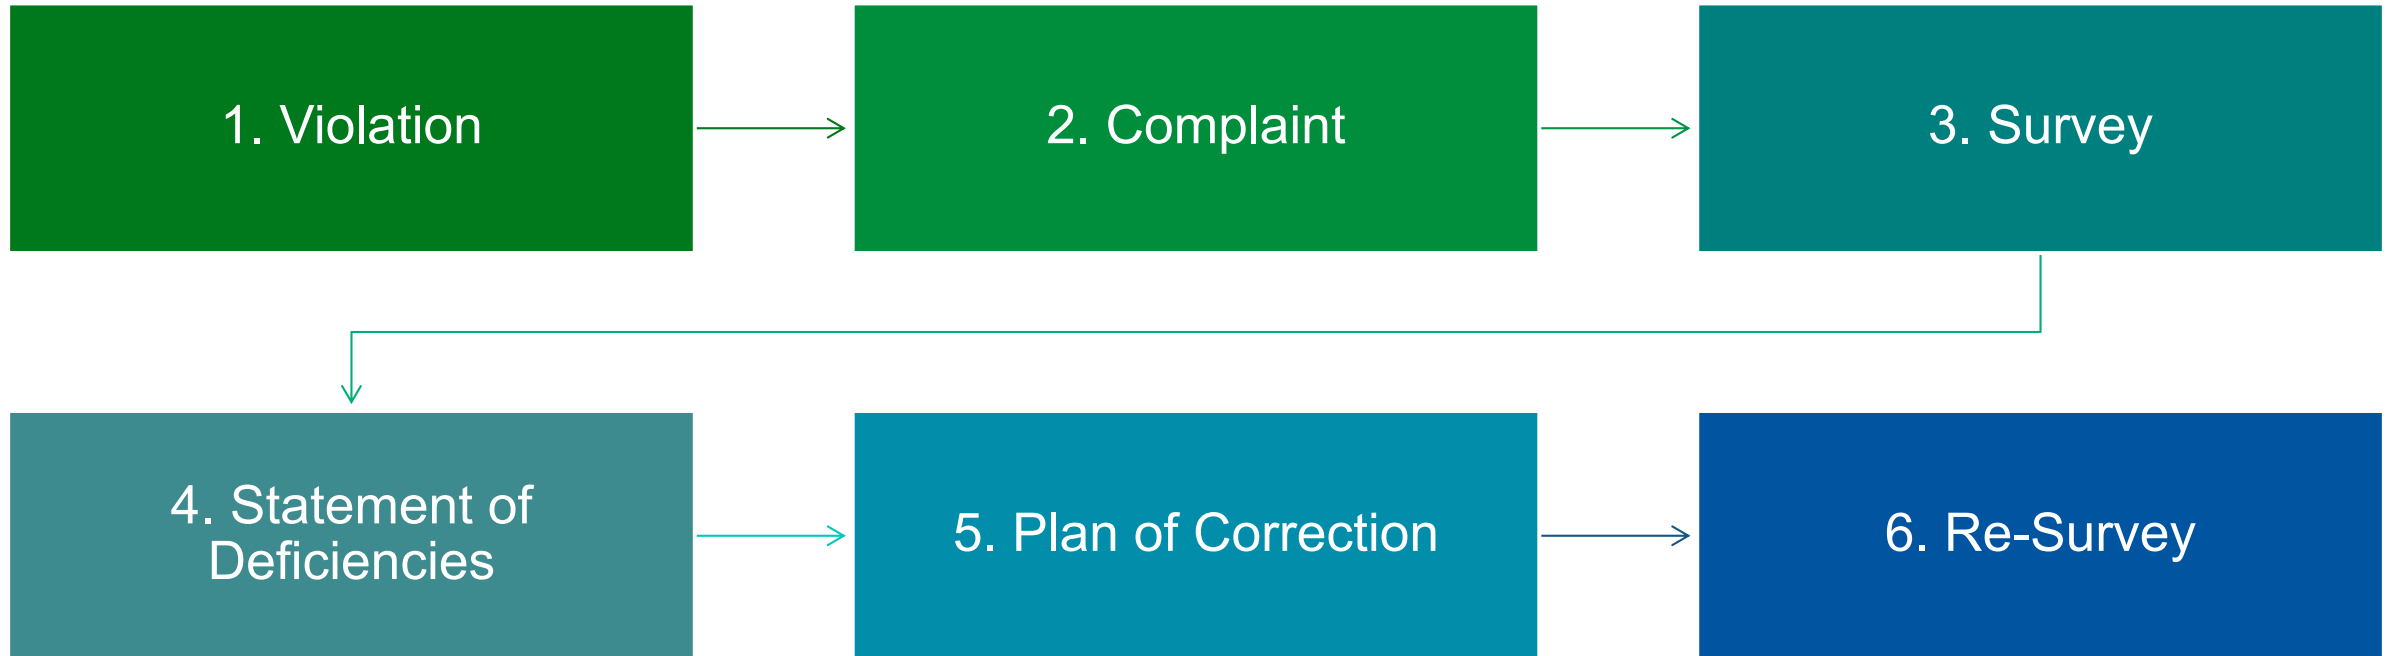 1. Violation
2. Complaint
3. Survey
4. Statement of
Deficiencies
5. Plan of Correction
6. Re-Survey